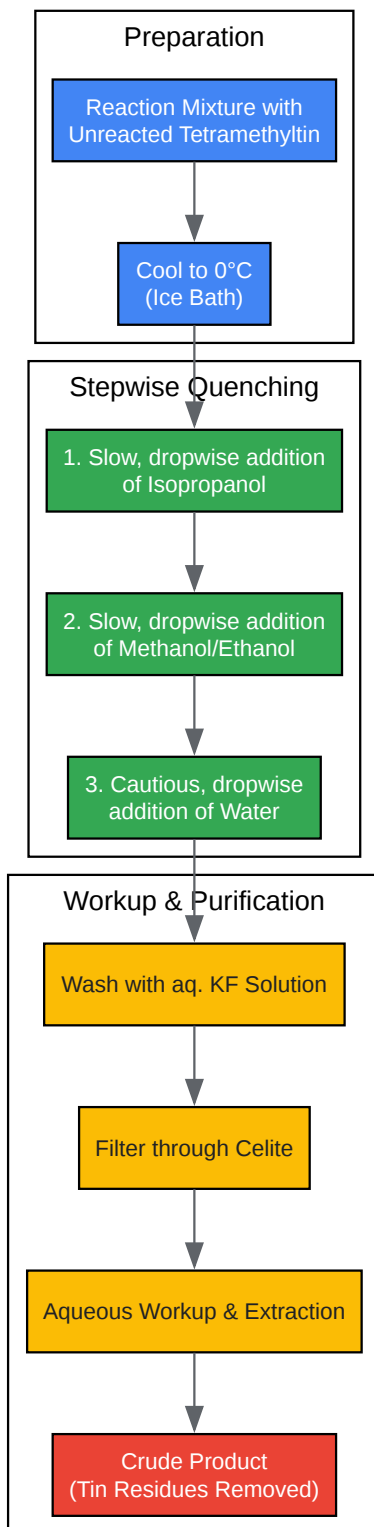 Preparation
Reaction Mixture with
Unreacted Tetramethyltin
Cool to 0°C
(Ice Bath)
Stepwise Quenching
1. Slow, dropwise addition
of Isopropanol
2. Slow, dropwise addition
of Methanol/Ethanol
3. Cautious, dropwise
addition of Water
Workup & Purification
Wash with aq. KF Solution
Filter through Celite
Aqueous Workup & Extraction
Crude Product
(Tin Residues Removed)